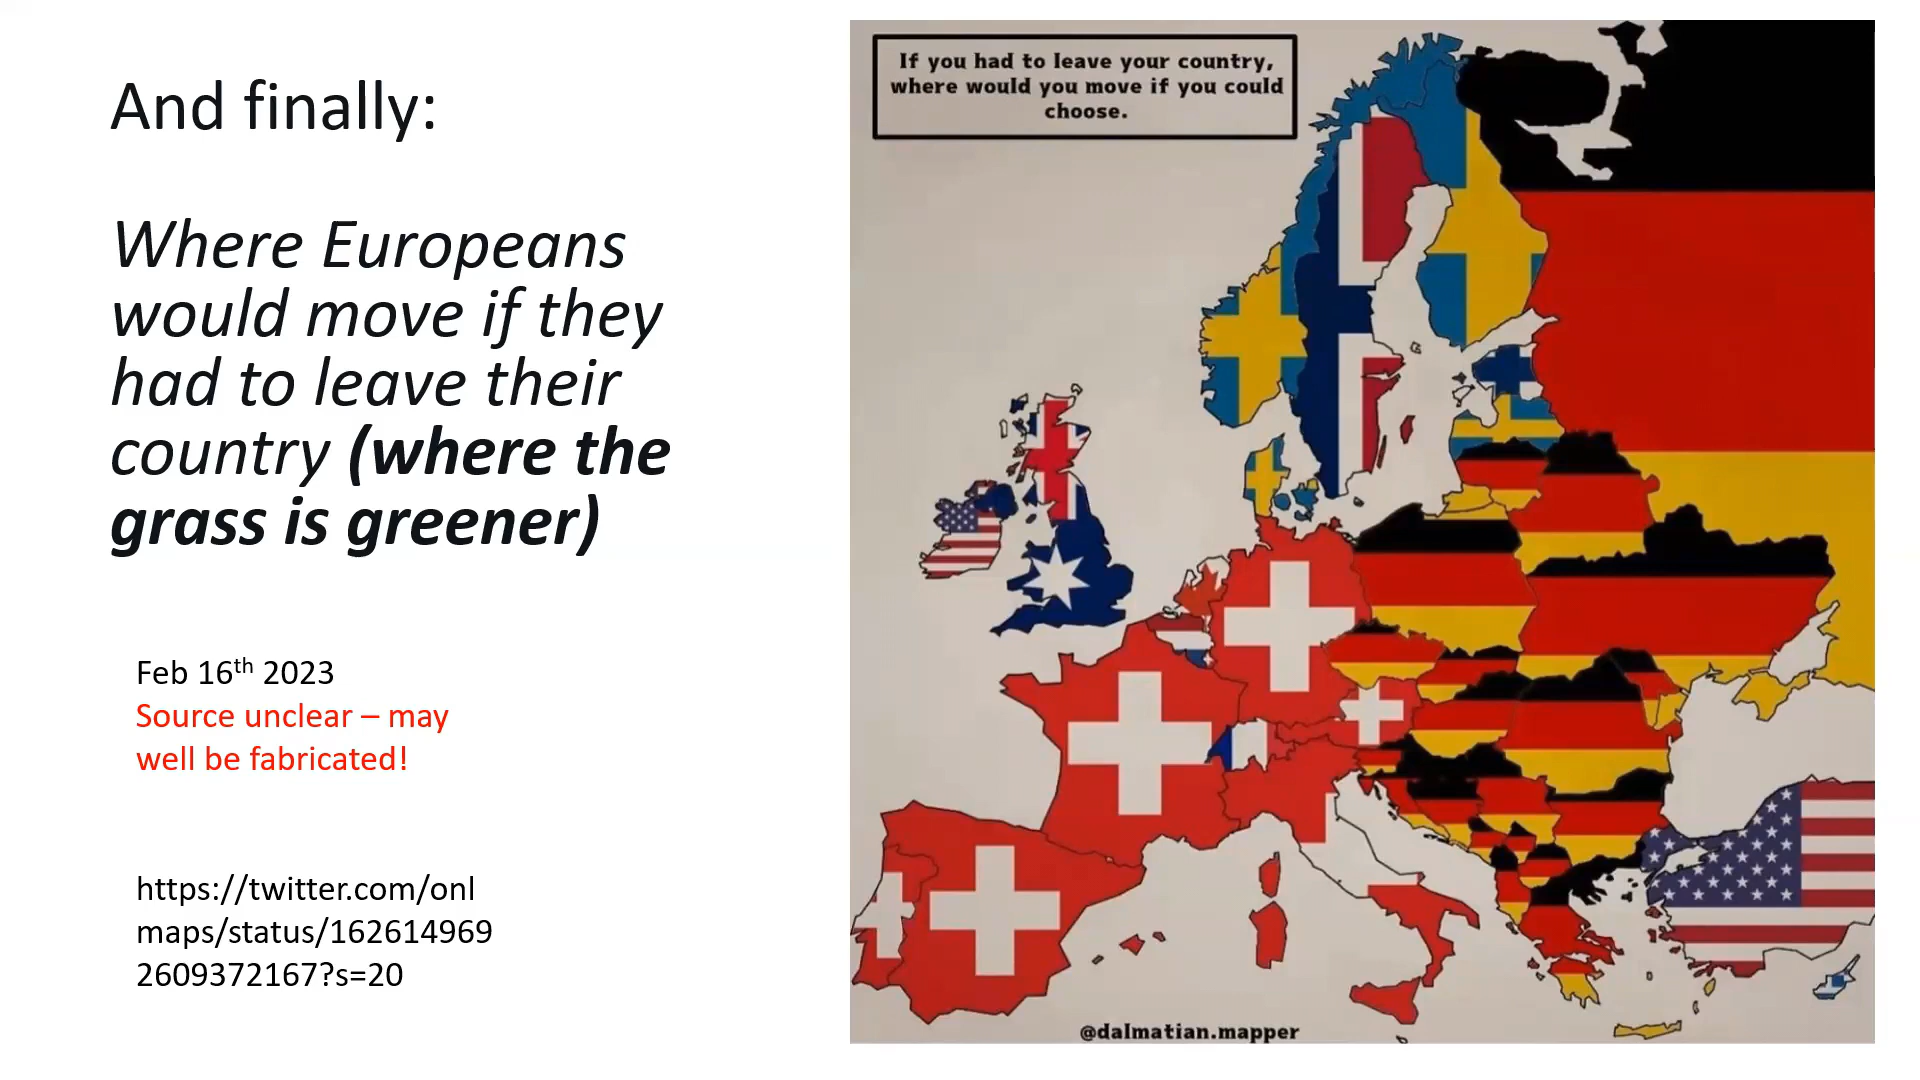 And finally:
Where Europeans
would move if they
had to leave their
country (where the
grass is greener)
Feb 16th 2023
Source unclear – may
well be fabricated!
https://twitter.com/onl
maps/status/162614969
2609372167?s=20
If you had to leave your country,
where would you move if you could
choose.
@dalmatian.mapper